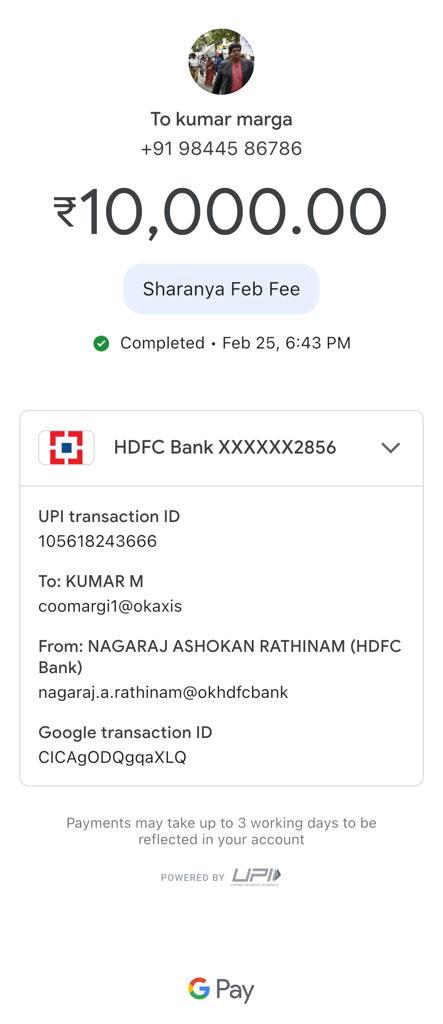 To kumar marga
+91 98445 86786
₹10,000.00
Sharanya Feb Fee
Completed • Feb 25, 6:43 PM
HDFC Bank XXXXXX2856
UPI transaction ID
105618243666
To: KUMAR M
coomargi1@okaxis
From: NAGARAJ ASHOKAN RATHINAM (HDFC
Bank)
nagaraj.a.rathinam@okhdfcbank
Google transaction ID
CICAgODQgqaXLQ
Payments may take up to 3 working days to be
reflected in your account
POWERED BY UPI
G Pay